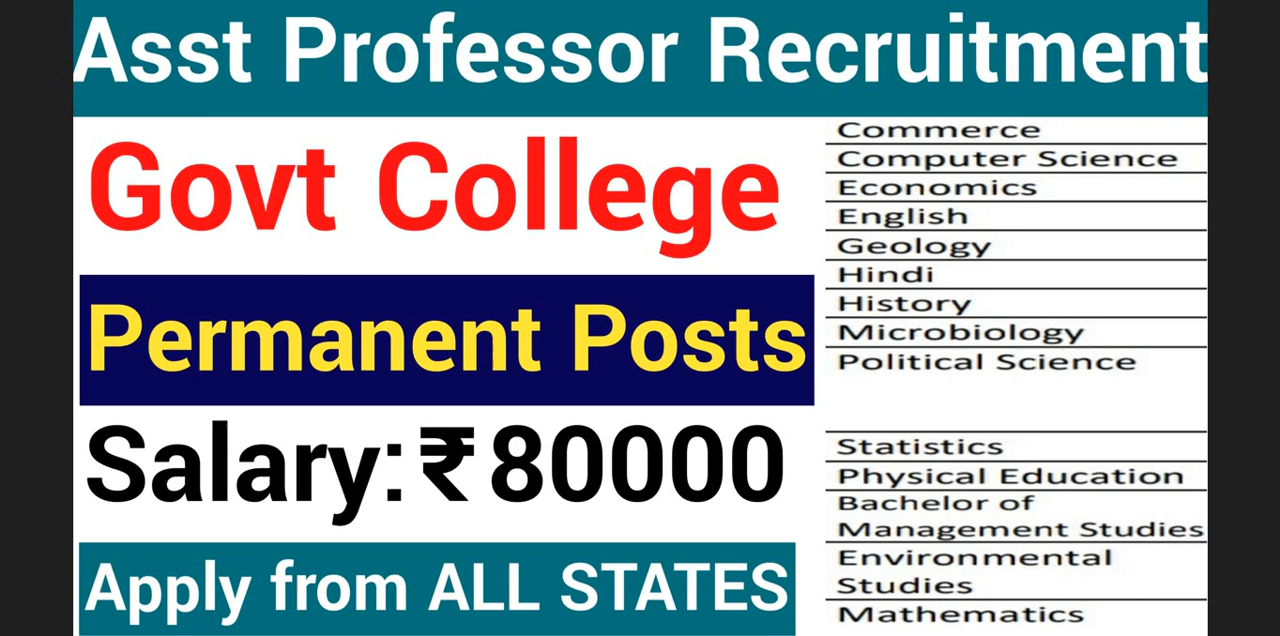 Asst Professor Recruitment
Govt College
Permanent Posts
Salary:₹80000
Apply from ALL STATES
Commerce
Computer Science
Economics
English
Geology
Hindi
History
Microbiology
Political Science
Statistics
Physical Education
Bachelor of
Management Studies
Environmental
Studies
Mathematics